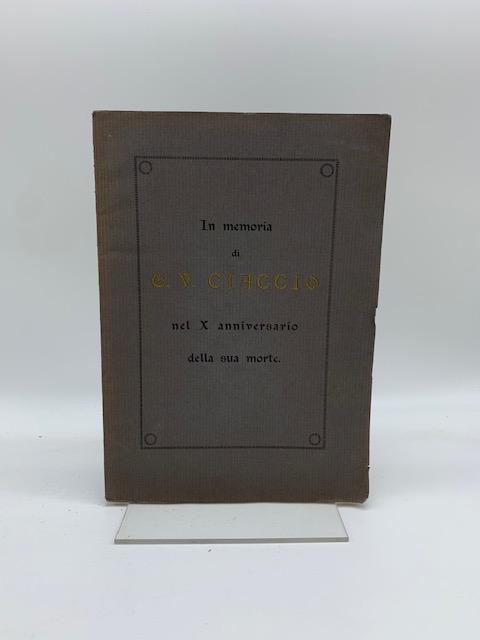 In memoria
di
G. V. CIACCIO
nel X anniversario
della sua morte.